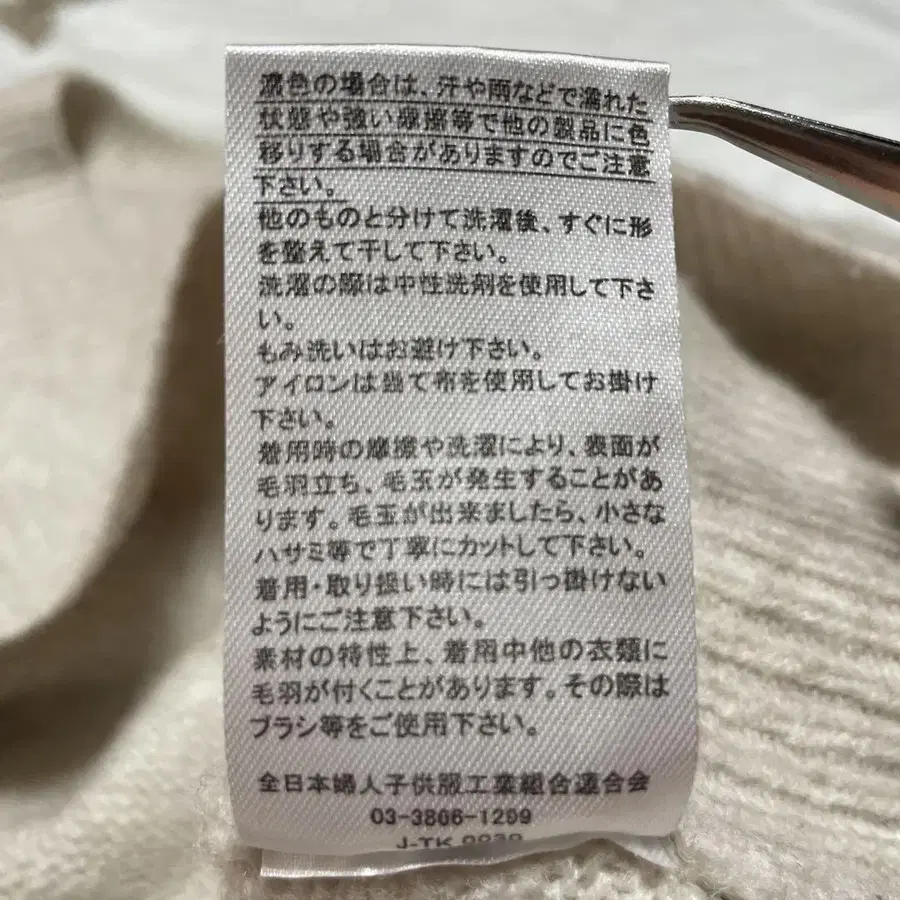 濃色の場合は、汗や雨などで濡れた
状態や強い摩擦等で他の製品に色
移りする場合がありますのでご注意
下さい。
他のものと分けて洗濯後、すぐに形
を整えて干して下さい。
洗濯の際は中性洗剤を使用して下さ
い。
もみ洗いはお避け下さい。
アイロンは当て布を使用してお掛け
下さい。
着用時の摩擦や洗濯により、表面が
毛羽立ち、毛玉が発生することがあ
ります。毛玉が出来ましたら、小さな
ハサミ等で丁寧にカットして下さい。
着用・取り扱い時には引っ掛けない
ようにご注意下さい。
素材の特性上、着用中他の衣類に
毛羽が付くことがあります。その際は
ブラシ等をご使用下さい。
全日本婦人子供服工業組合連合会
03-3806-1299
J-TK